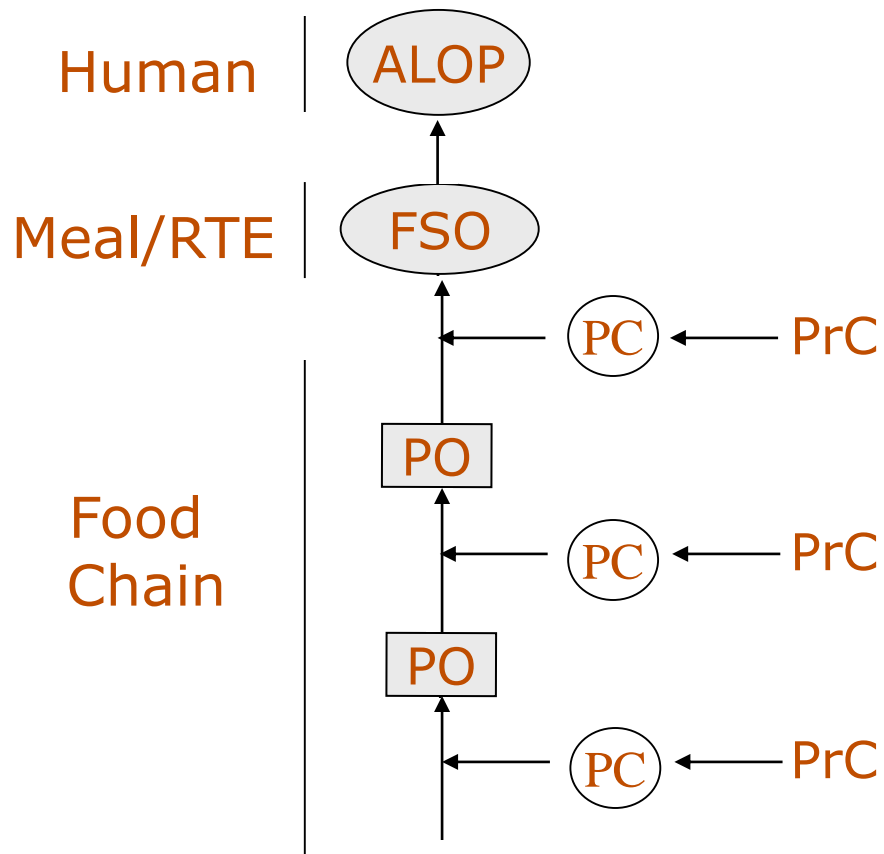 Human
ALOP
Meal/RTE
FSO
PC
PrC
PO
Food
Chain
PC
PrC
PO
PC
PrC